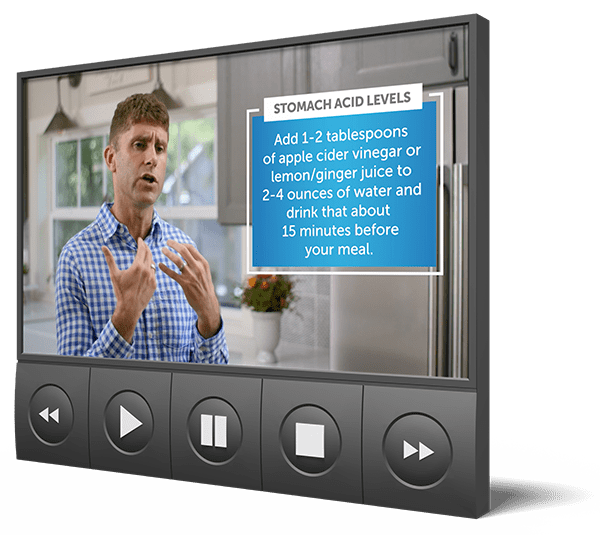 STOMACH ACID LEVELS
Add 1-2 tablespoons
of apple cider vinegar or
lemon/ginger juice to
2-4 ounces of water and
drink that about
15 minutes before
your meal.